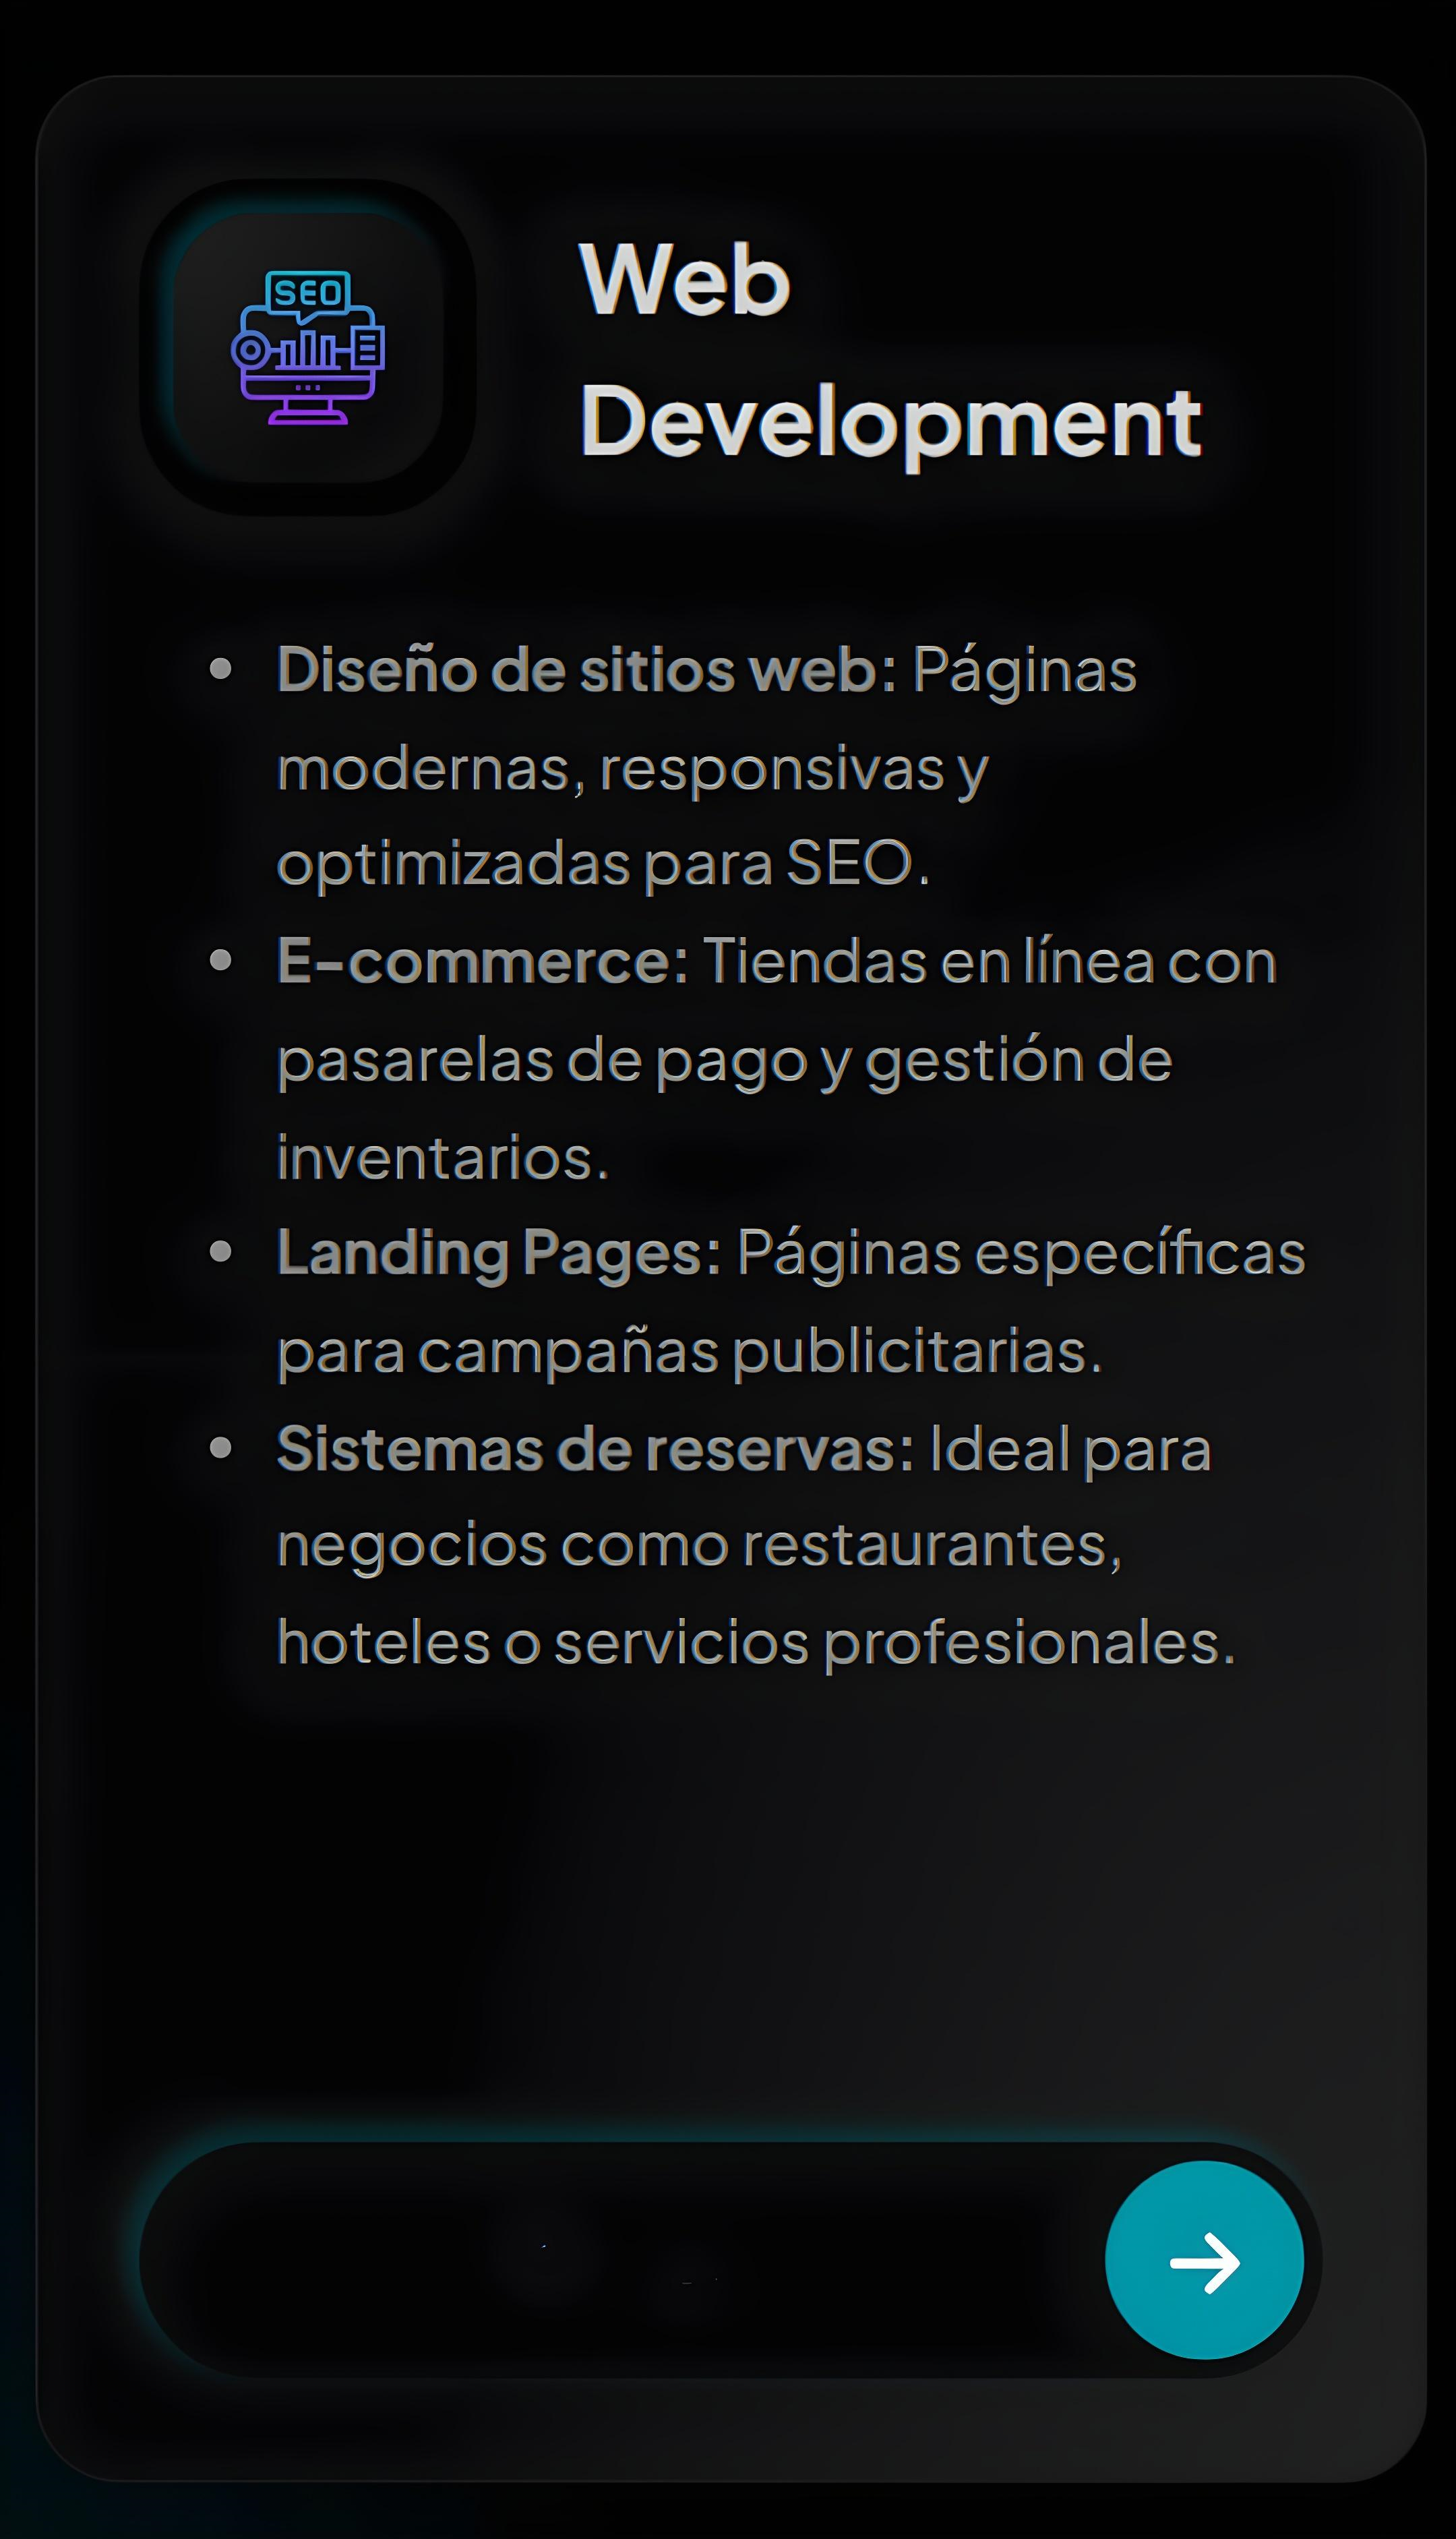 SEO
Web
Development
• Diseño de sitios web: Páginas
modernas, responsivas y
optimizadas para SEO.
• E-commerce: Tiendas en línea con
pasarelas de pago y gestión de
inventarios.
• Landing Pages: Páginas específicas
para campañas publicitarias.
• Sistemas de reservas: Ideal para
negocios como restaurantes,
hoteles o servicios profesionales.